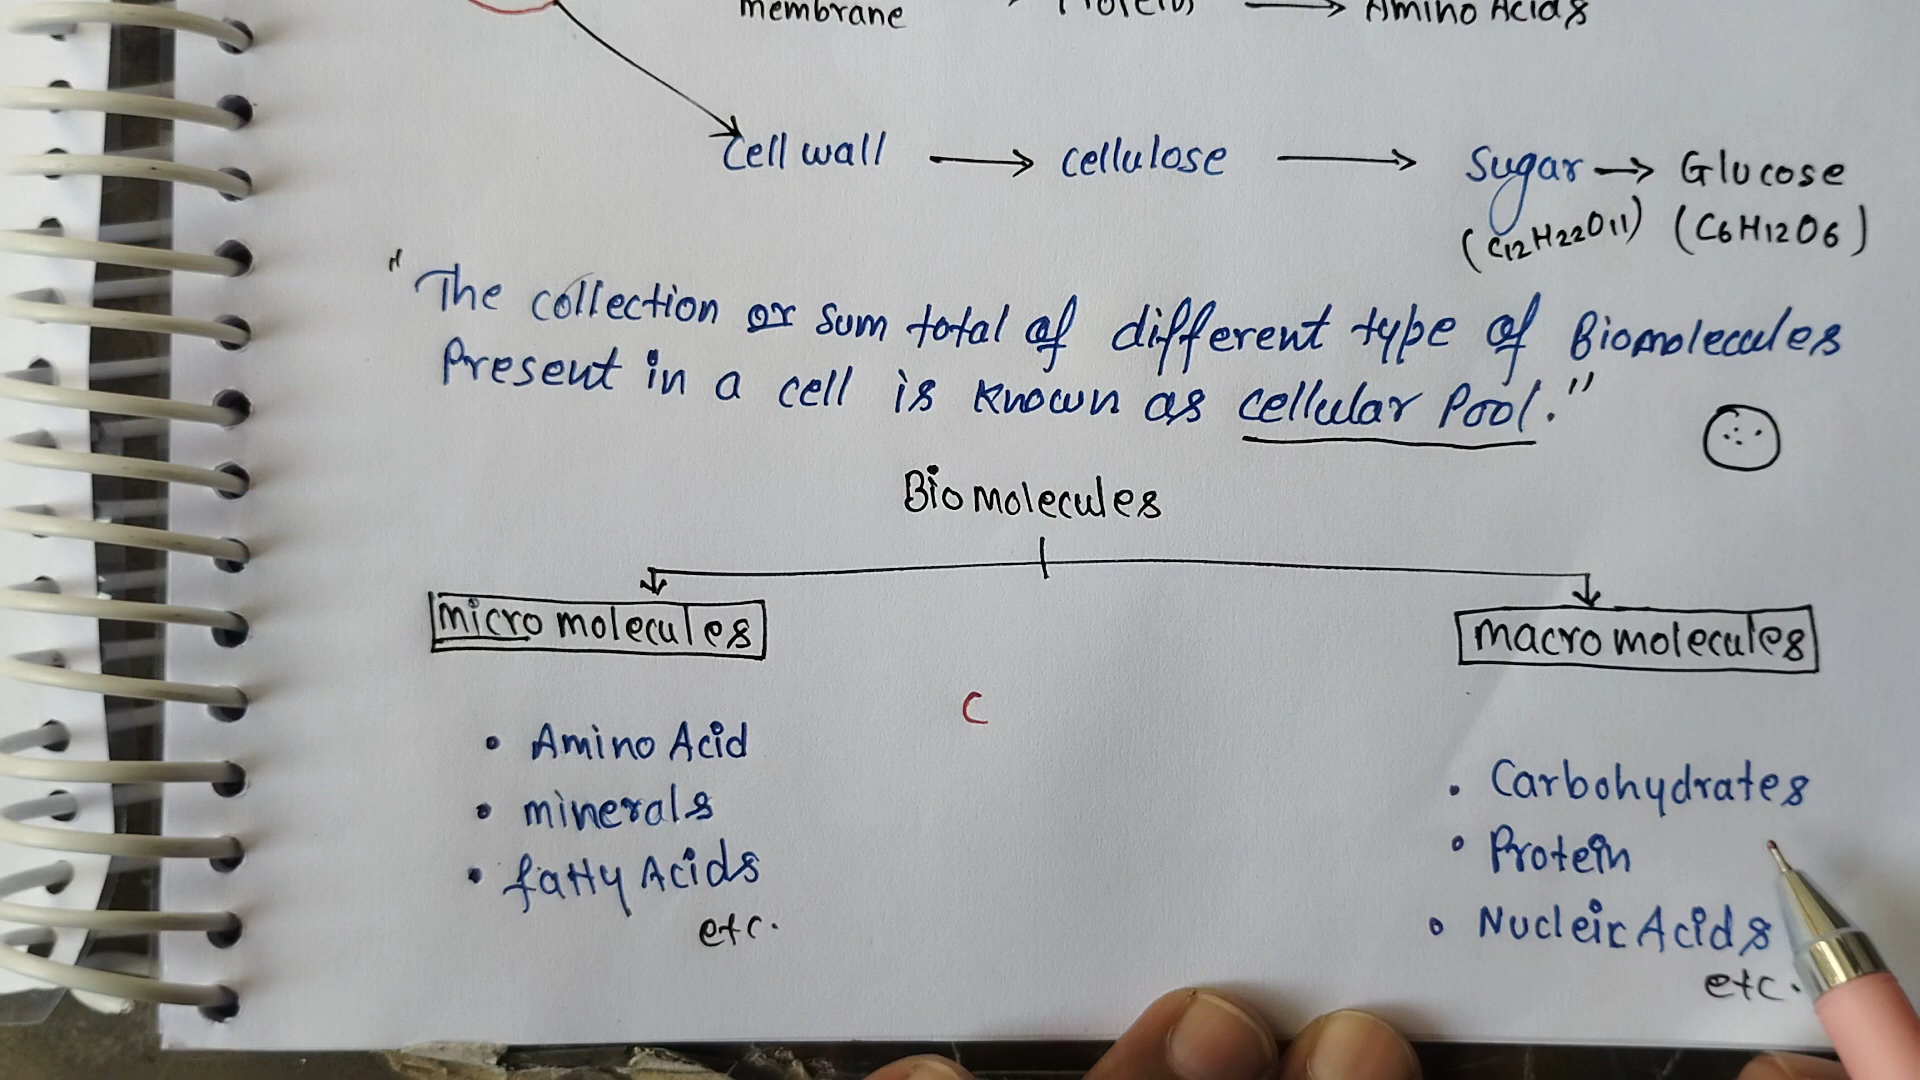 membrane → Protein → Amino Acids
Cell wall → cellulose → Sugar → Glucose
(C12H22O11) (C6H12O6)
"The collection or sum total of different type of Biomolecules
Present in a cell is known as cellular Pool."
Biomolecules
micro molecules
macro molecules
C
• Amino Acid
• minerals
• fatty Acids
etc.
• Carbohydrates
• Protein
• Nucleic Acids
etc.